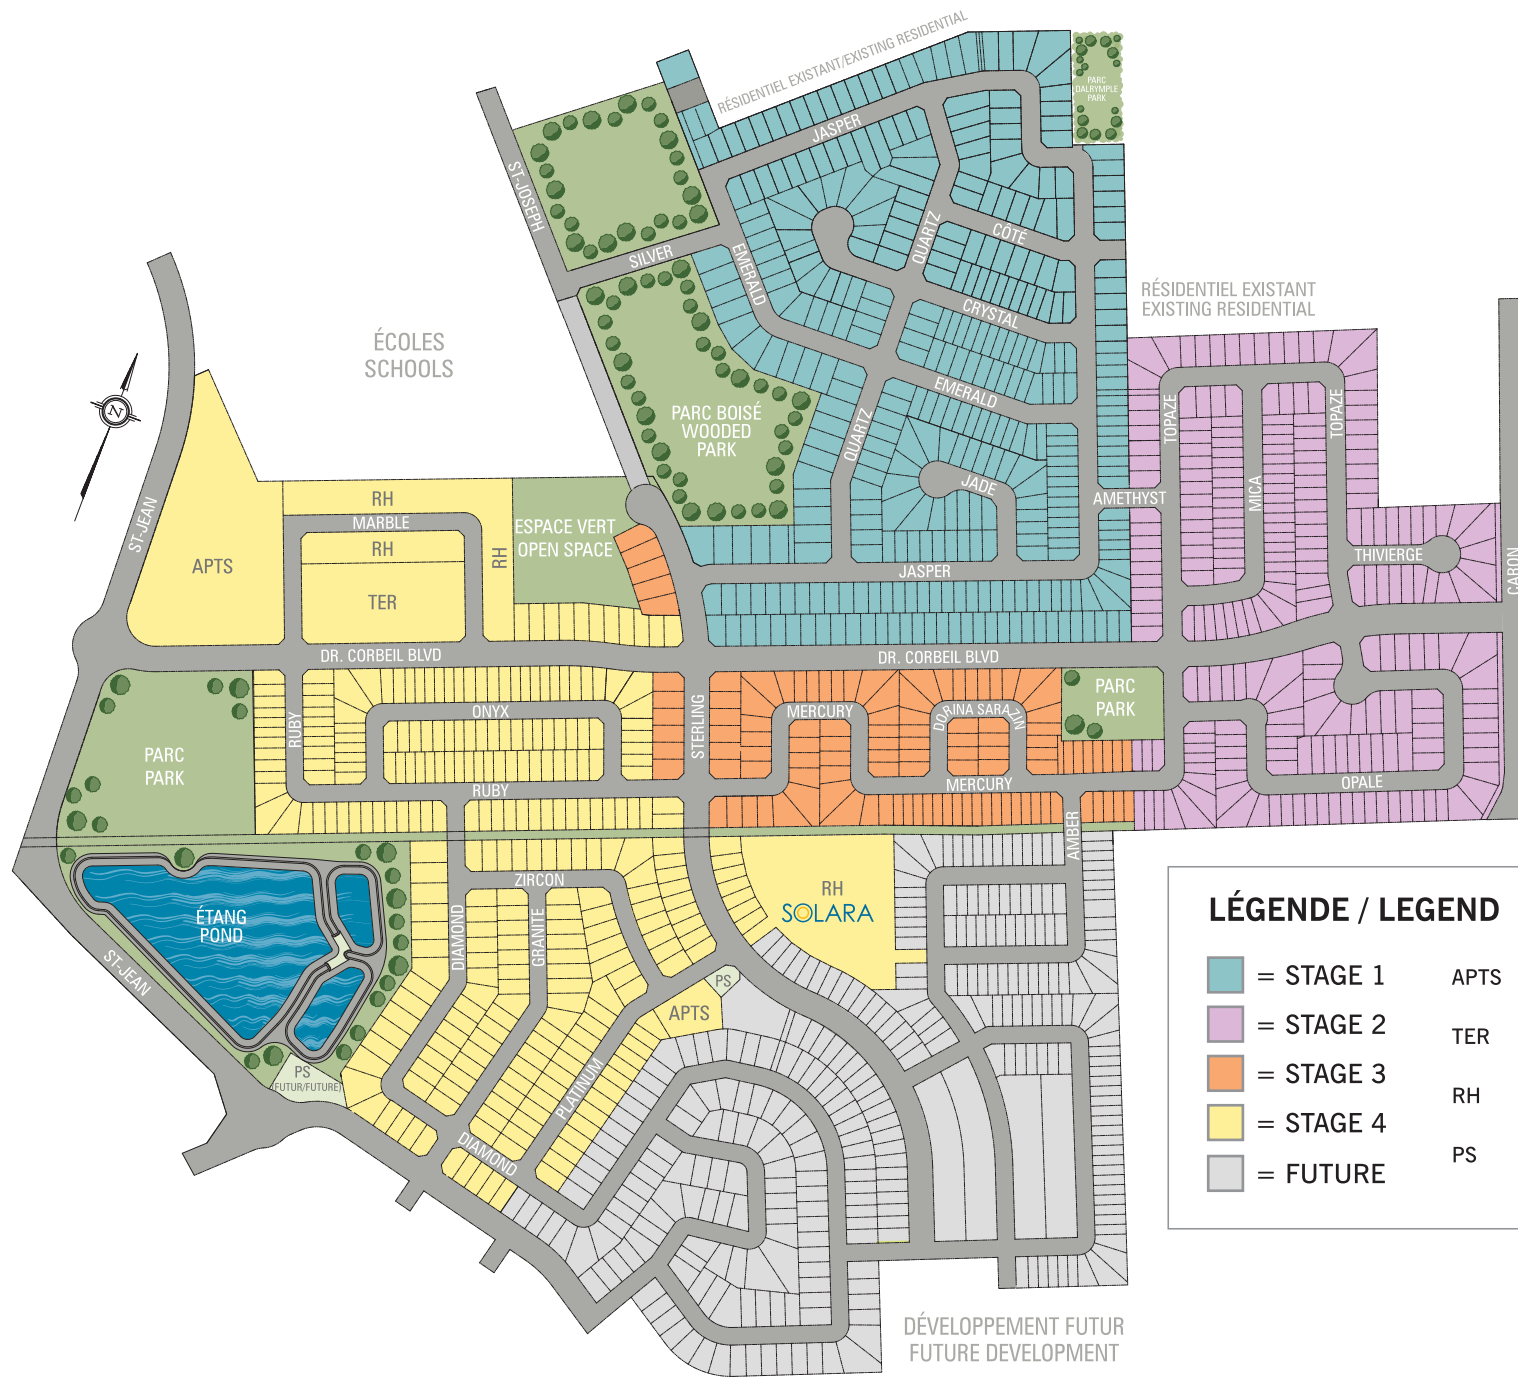 RÉSIDENTIEL EXISTANT/EXISTING RESIDENTIAL
PARC
DALRYMPLE
PARK
JASPER
ST-JOSEPH
SILVER
EMERALD
QUARTZ
CÔTÉ
CRYSTAL
RÉSIDENTIEL EXISTANT
EXISTING RESIDENTIAL
ÉCOLES
SCHOOLS
N
PARC BOISÉ
WOODED
PARK
EMERALD
QUARTZ
TOPAZE
TOPAZE
MICA
JADE
AMETHYST
ST-JEAN
RH
MARBLE
RH
RH
APTS
TER
ESPACE VERT
OPEN SPACE
THIVIERGE
CARON
JASPER
DR. CORBEIL BLVD
DR. CORBEIL BLVD
PARC
PARK
RUBY
ONYX
STERLING
MERCURY
DORINA SARAZIN
PARC
PARK
RUBY
MERCURY
OPALE
AMBER
ZIRCON
RH
SOLARA
ÉTANG
POND
DIAMOND
GRANITE
ST-JEAN
PS
APTS
PS
(FUTUR/FUTURE)
PLATINUM
DIAMOND
LÉGENDE / LEGEND
= STAGE 1
APTS
= STAGE 2
TER
= STAGE 3
RH
= STAGE 4
PS
= FUTURE
DÉVELOPPEMENT FUTUR
FUTURE DEVELOPMENT